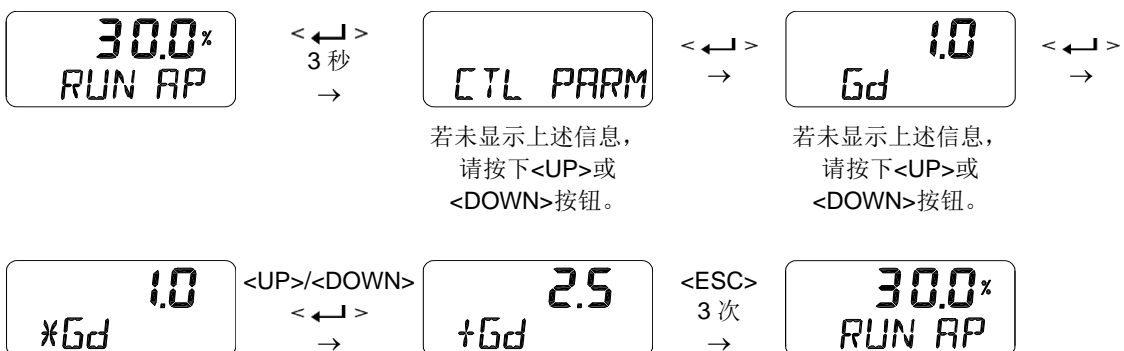 30.0%
RUN AP
< ↵ >
3 秒
→
CTL PARM
若未显示上述信息，
请按下<UP>或
<DOWN>按钮。
< ↵ >
→
1.0
Gd
若未显示上述信息，
请按下<UP>或
<DOWN>按钮。
< ↵ >
→
1.0
*Gd
<UP>/<DOWN>
< ↵ >
→
2.5
+Gd
<ESC>
3 次
→
30.0%
RUN AP